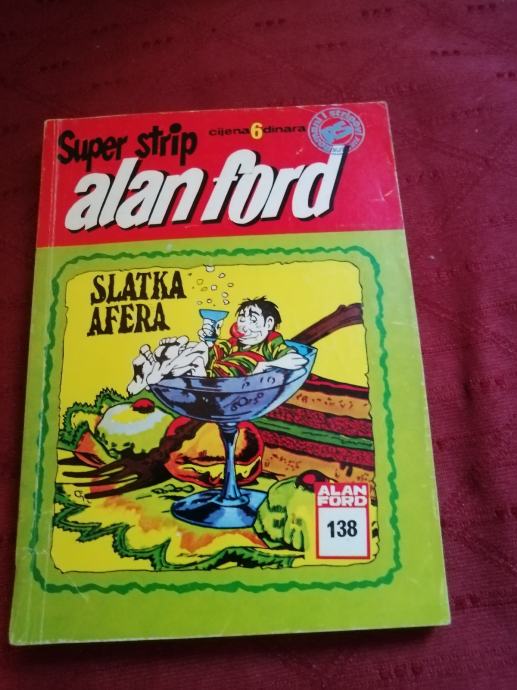 Super strip
cijena 6 dinara
alan ford
SLATKA
AFERA
ALAN
FORD
138